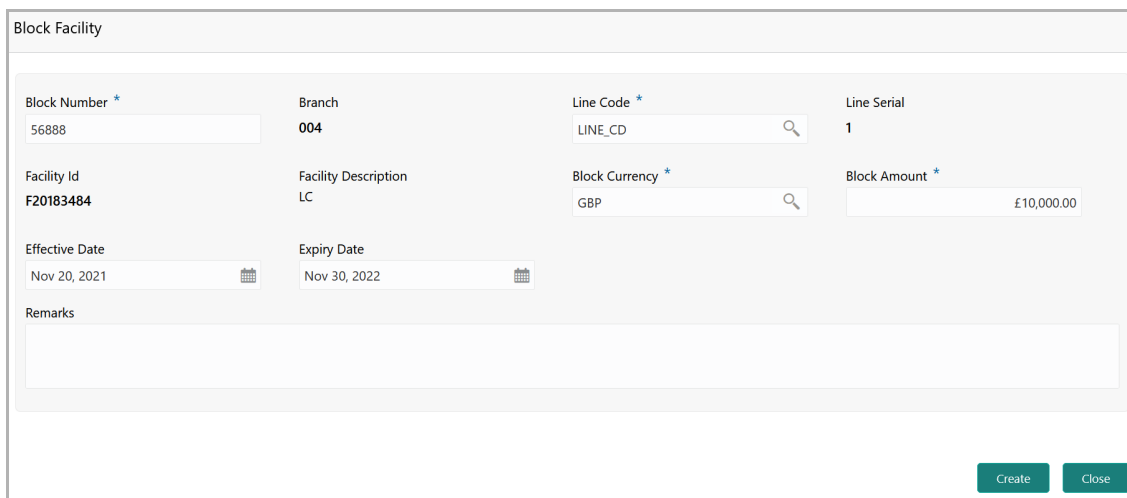 Block Facility
Block Number * Branch Line Code * Line Serial
56888 004 LINE_CD 1
Facility Id Facility Description Block Currency * Block Amount *
F20183484 LC GBP £10,000.00
Effective Date Expiry Date
Nov 20, 2021 Nov 30, 2022
Remarks
Create Close